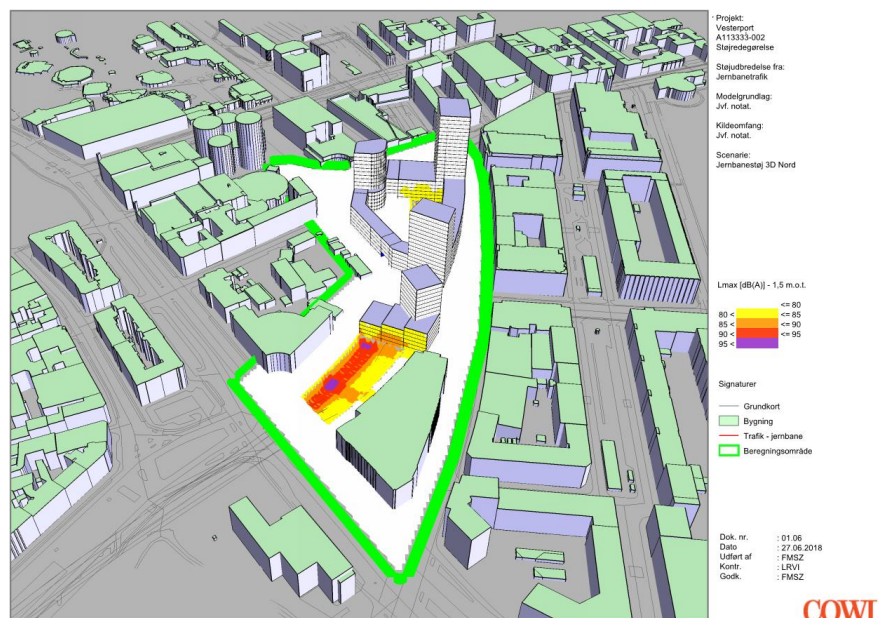 Projekt:
Vesterport
A113333-002
Støjredegørelse
Støjudbredelse fra:
Jernbanetrafik
Modelgrundlag:
Jvf. notat.
Kildeomfang:
Jvf. notat.
Scenarie:
Jernbanestøj 3D Nord
Lmax [dB(A)] - 1,5 m.o.t.
<= 80
80 < <= 85
85 < <= 90
90 < <= 95
95 <
Signaturer
Grundkort
Bygning
Trafik - jernbane
Beregningsområde
Dok. nr. : 01.06
Dato : 27.06.2018
Udført af : FMSZ
Kontr. : LRVI
Godk. : FMSZ
COWI